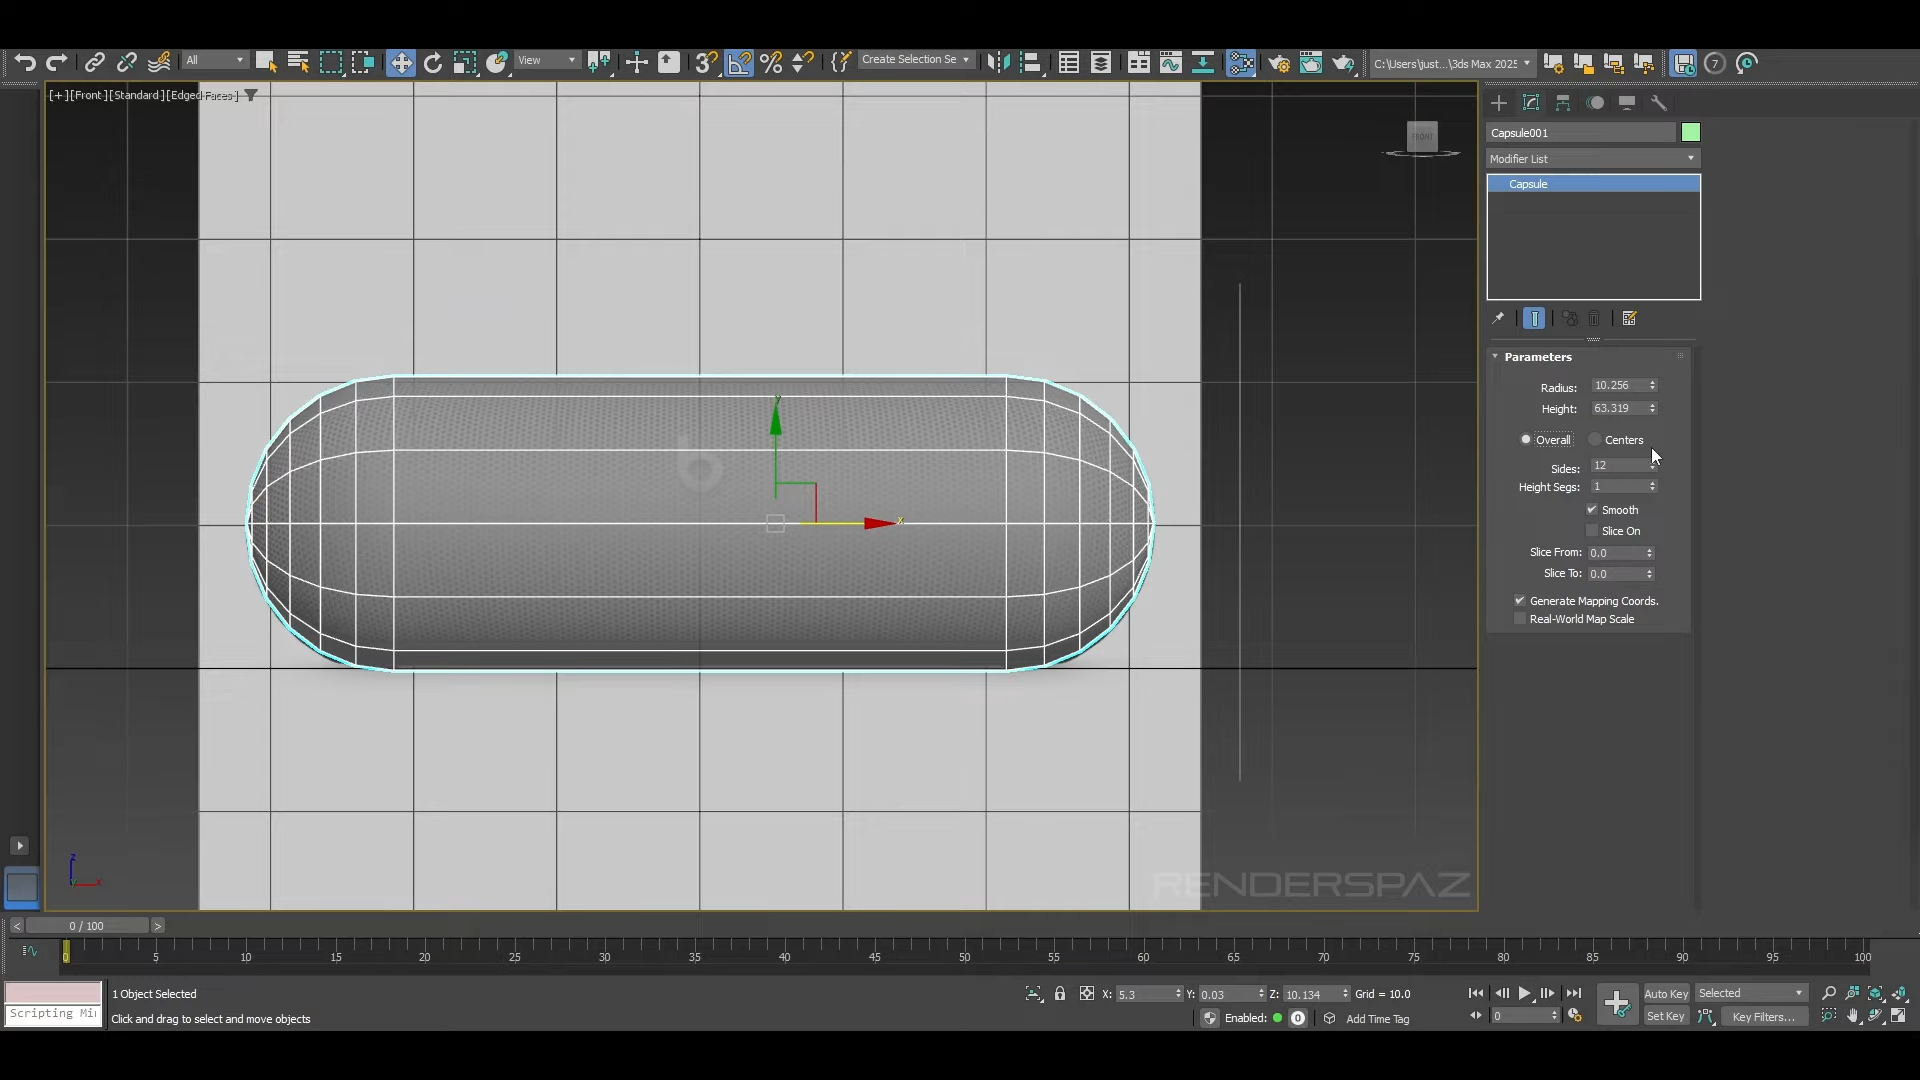 All
View
Create Selection Se
C:\Users\just...\3ds Max 2025
7
[+][Front][Standard][Edged Faces]
FRONT
Capsule001
Modifier List
Capsule
Parameters
Radius: 10.256
Height: 63.319
Overall Centers
Sides: 12
Height Segs: 1
Smooth
Slice On
Slice From: 0.0
Slice To: 0.0
Generate Mapping Coords.
Real-World Map Scale
b
y
x
z
x
RENDERSPAZ
< 0 / 100 >
0 5 10 15 20 25 30 35 40 45 50 55 60 65 70 75 80 85 90 95 100
1 Object Selected
X: 5.3 Y: 0.03 Z: 10.134 Grid = 10.0
Auto Key Selected
Scripting Mi
Click and drag to select and move objects
Enabled: 0 Add Time Tag
0
Set Key Key Filters...